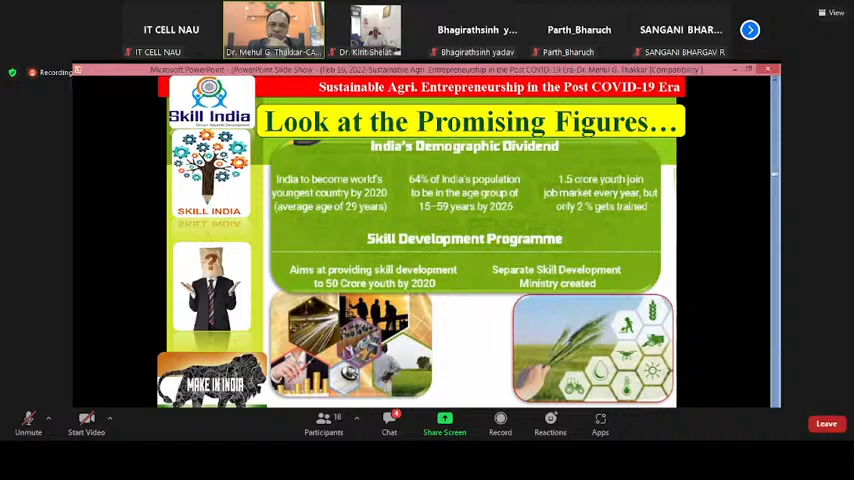 IT CELL NAU
Bhagirathsinh y...
Parth_Bharuch
SANGANI BHAR...
View
IT CELL NAU
Dr. Mehul G. Thakkar-CA...
Dr. Kirit Shelat
Bhagirathsinh yadav
Parth_Bharuch
SANGANI BHARGAV R
Recording
Microsoft PowerPoint - [PowerPoint Slide Show - (Feb 19, 2022-Sustainable Agri. Entrepreneurship in the Post COVID-19 Era-Dr. Mehul G. Thakkar [Compatibility ]
Sustainable Agri. Entrepreneurship in the Post COVID-19 Era
Skill India
Look at the Promising Figures...
India's Demographic Dividend
India to become world's
youngest country by 2020
(average age of 29 years)
64% of India's population
to be in the age group of
15-59 years by 2026
1.5 crore youth join
job market every year, but
only 2 % gets trained
SKILL INDIA
Skill Development Programme
Aims at providing skill development
to 50 Crore youth by 2020
Separate Skill Development
Ministry created
?
MAKE IN INDIA
18
4
Unmute
Start Video
Participants
Chat
Share Screen
Record
Reactions
Apps
Leave